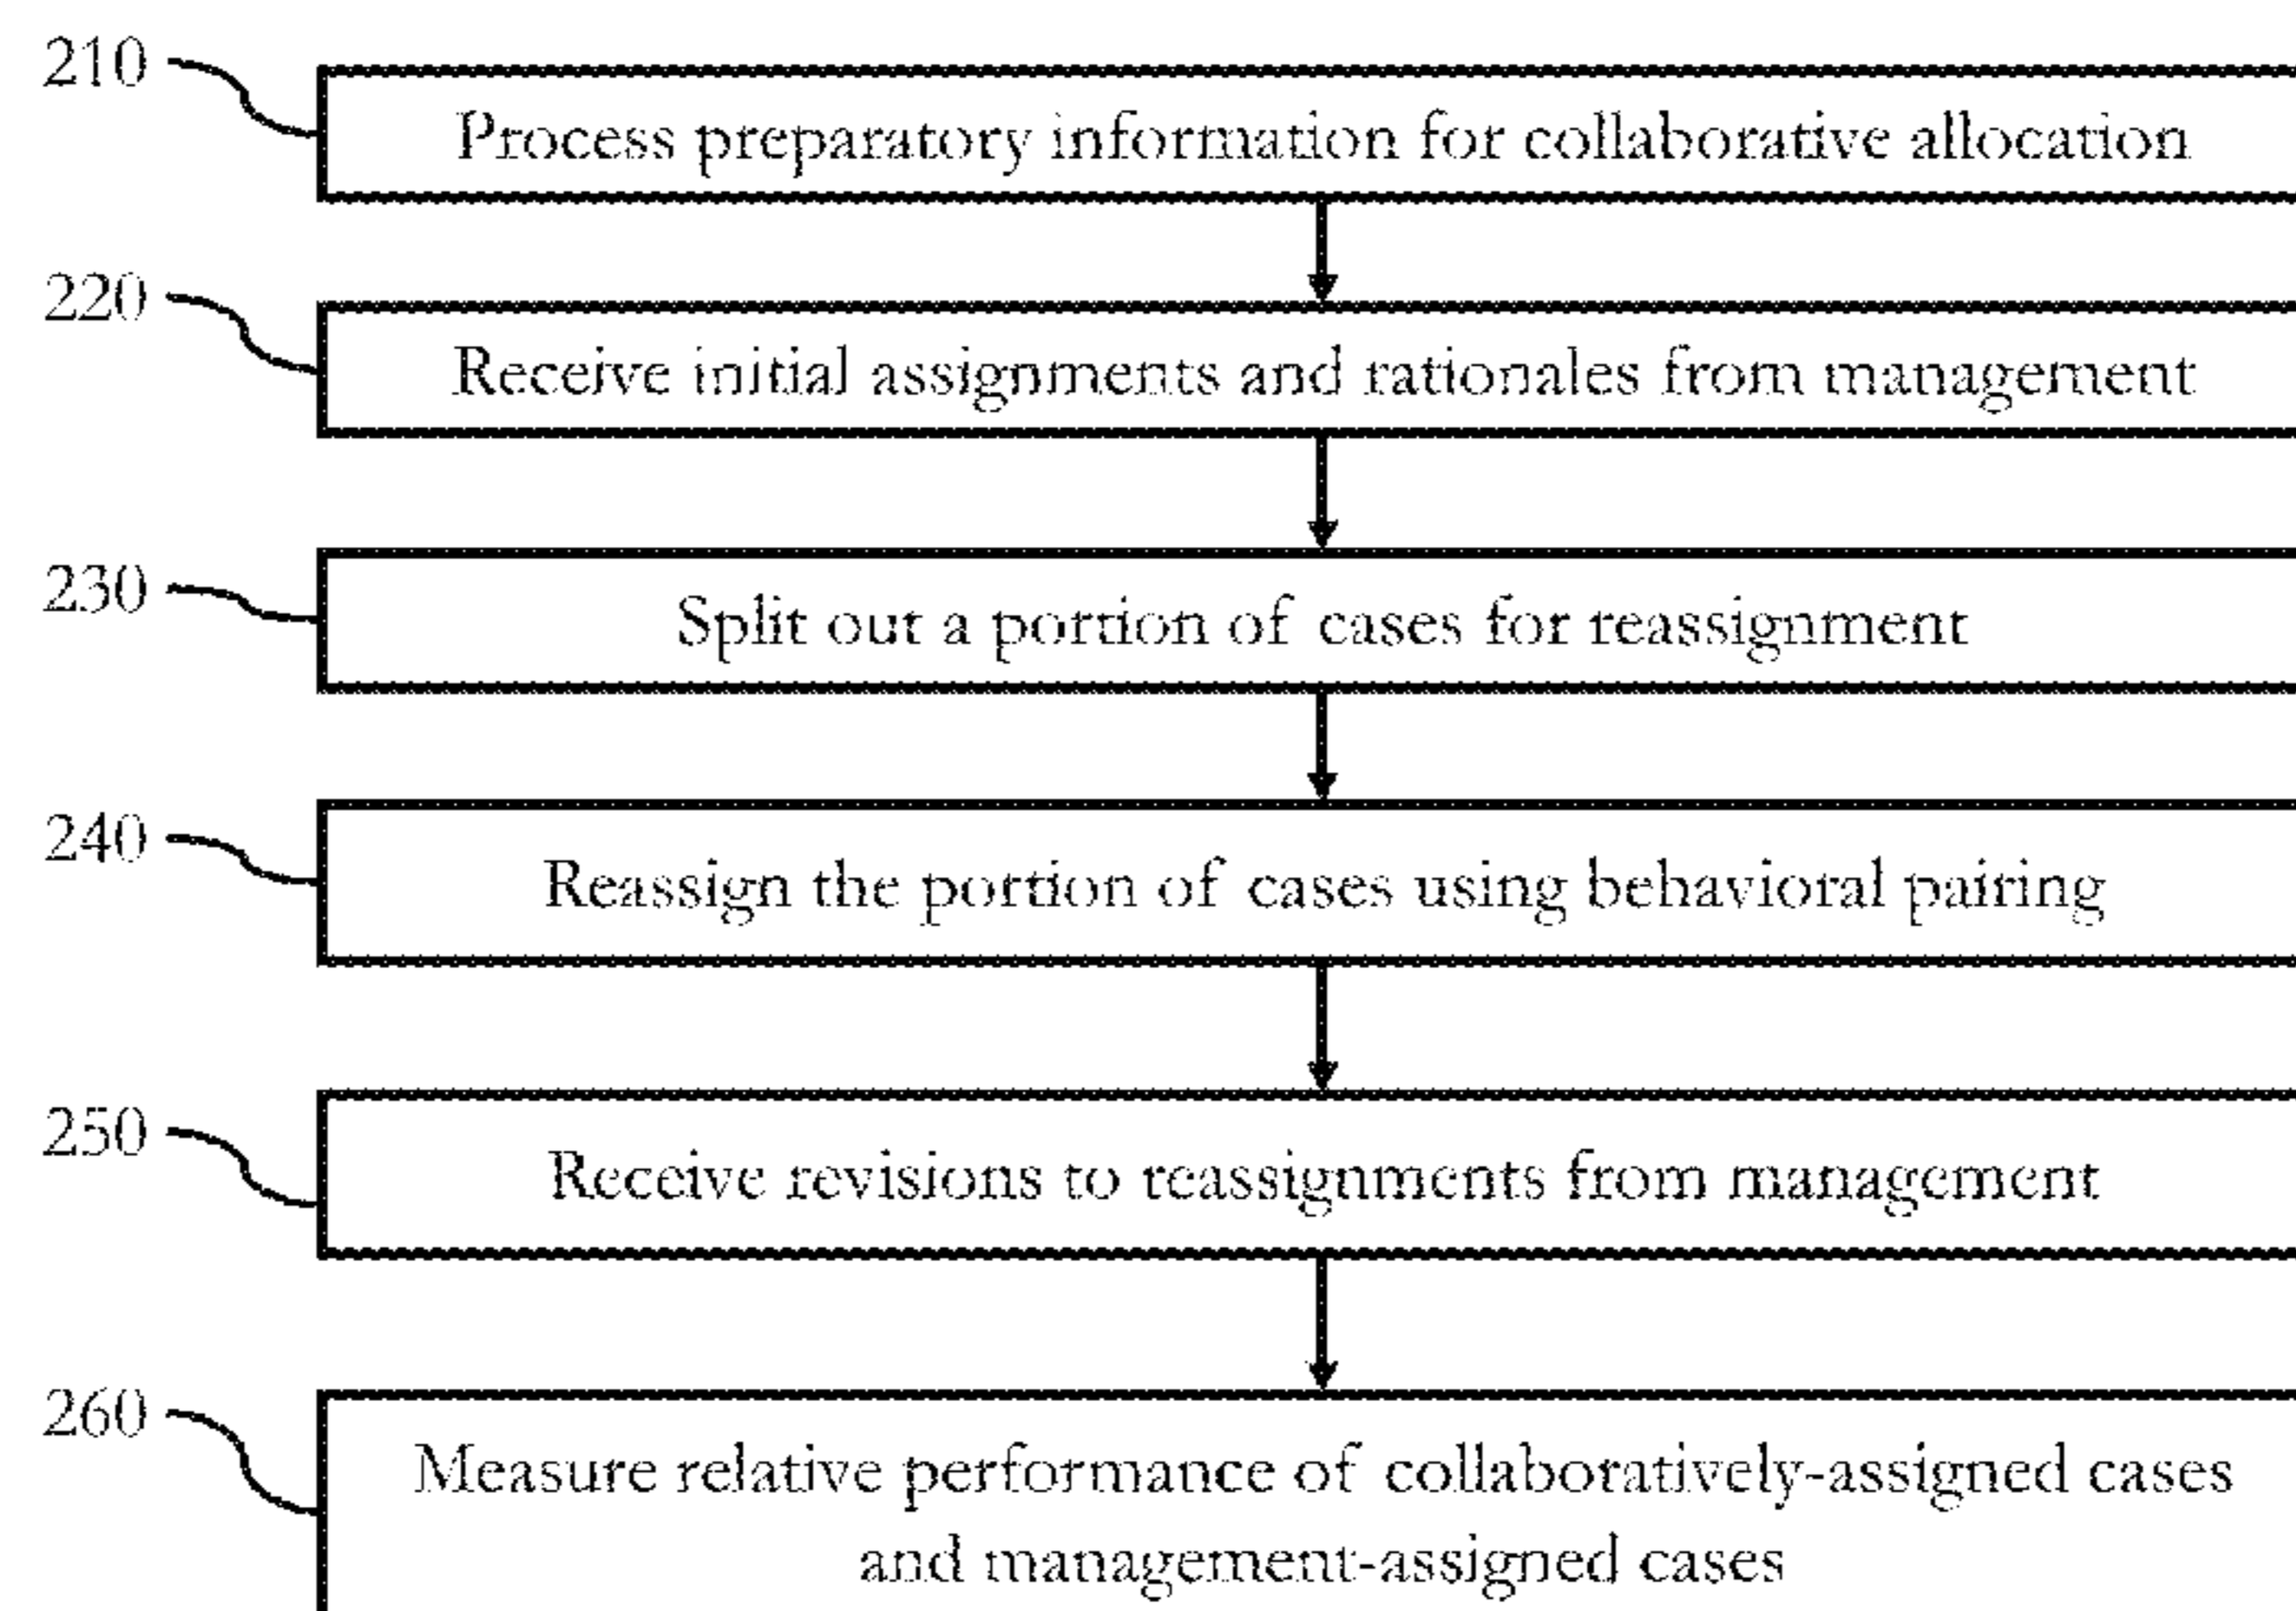 210
Process preparatory information for collaborative allocation
220
Receive initial assignments and rationales from management
230
Split out a portion of cases for reassignment
240
Reassign the portion of cases using behavioral pairing
250
Receive revisions to reassignments from management
260
Measure relative performance of collaboratively-assigned cases
and management-assigned cases